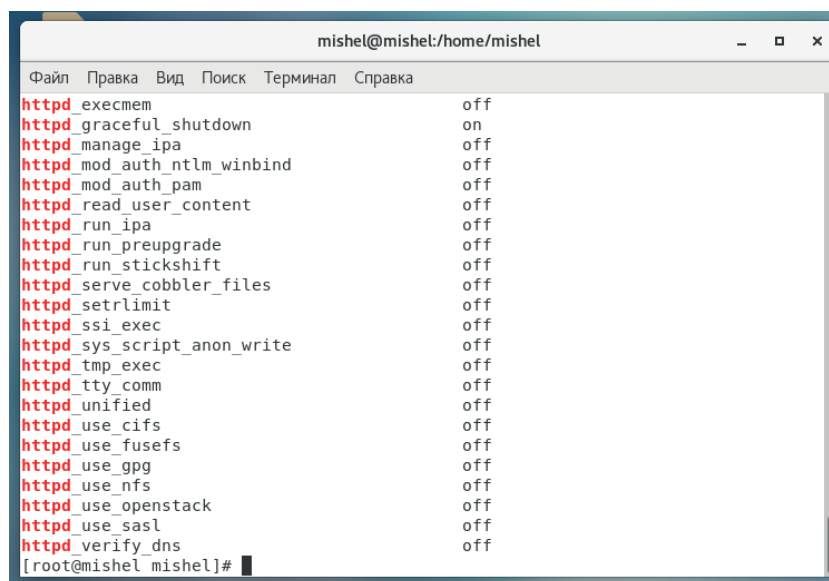 mishel@mishel:/home/mishel
Файл Правка Вид Поиск Терминал Справка
httpd_execmem off
httpd_graceful_shutdown on
httpd_manage_ipa off
httpd_mod_auth_ntlm_winbind off
httpd_mod_auth_pam off
httpd_read_user_content off
httpd_run_ipa off
httpd_run_preupgrade off
httpd_run_stickshift off
httpd_serve_cobbler_files off
httpd_setrlimit off
httpd_ssi_exec off
httpd_sys_script_anon_write off
httpd_tmp_exec off
httpd_tty_comm off
httpd_unified off
httpd_use_cifs off
httpd_use_fusefs off
httpd_use_gpg off
httpd_use_nfs off
httpd_use_openstack off
httpd_use_sasl off
httpd_verify_dns off
[root@mishel mishel]#